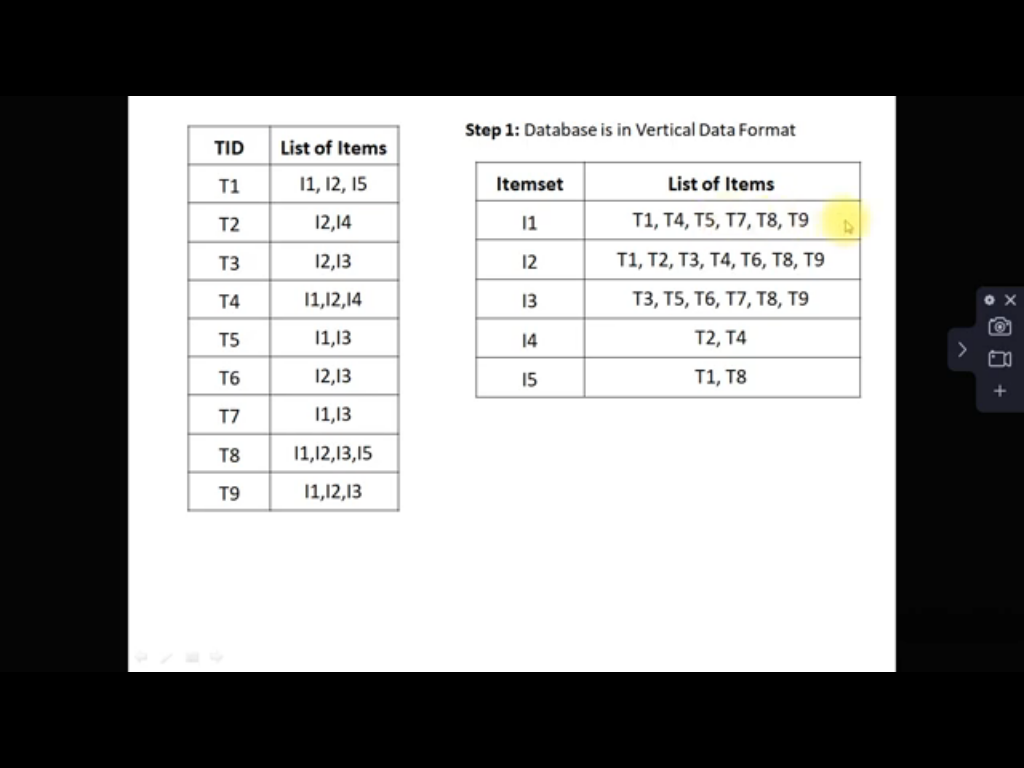 Step 1: Database is in Vertical Data Format
TID List of Items
T1 I1, I2, I5
T2 I2,I4
T3 I2,I3
T4 I1,I2,I4
T5 I1,I3
T6 I2,I3
T7 I1,I3
T8 I1,I2,I3,I5
T9 I1,I2,I3
Itemset List of Items
I1 T1, T4, T5, T7, T8, T9
I2 T1, T2, T3, T4, T6, T8, T9
I3 T3, T5, T6, T7, T8, T9
I4 T2, T4
I5 T1, T8